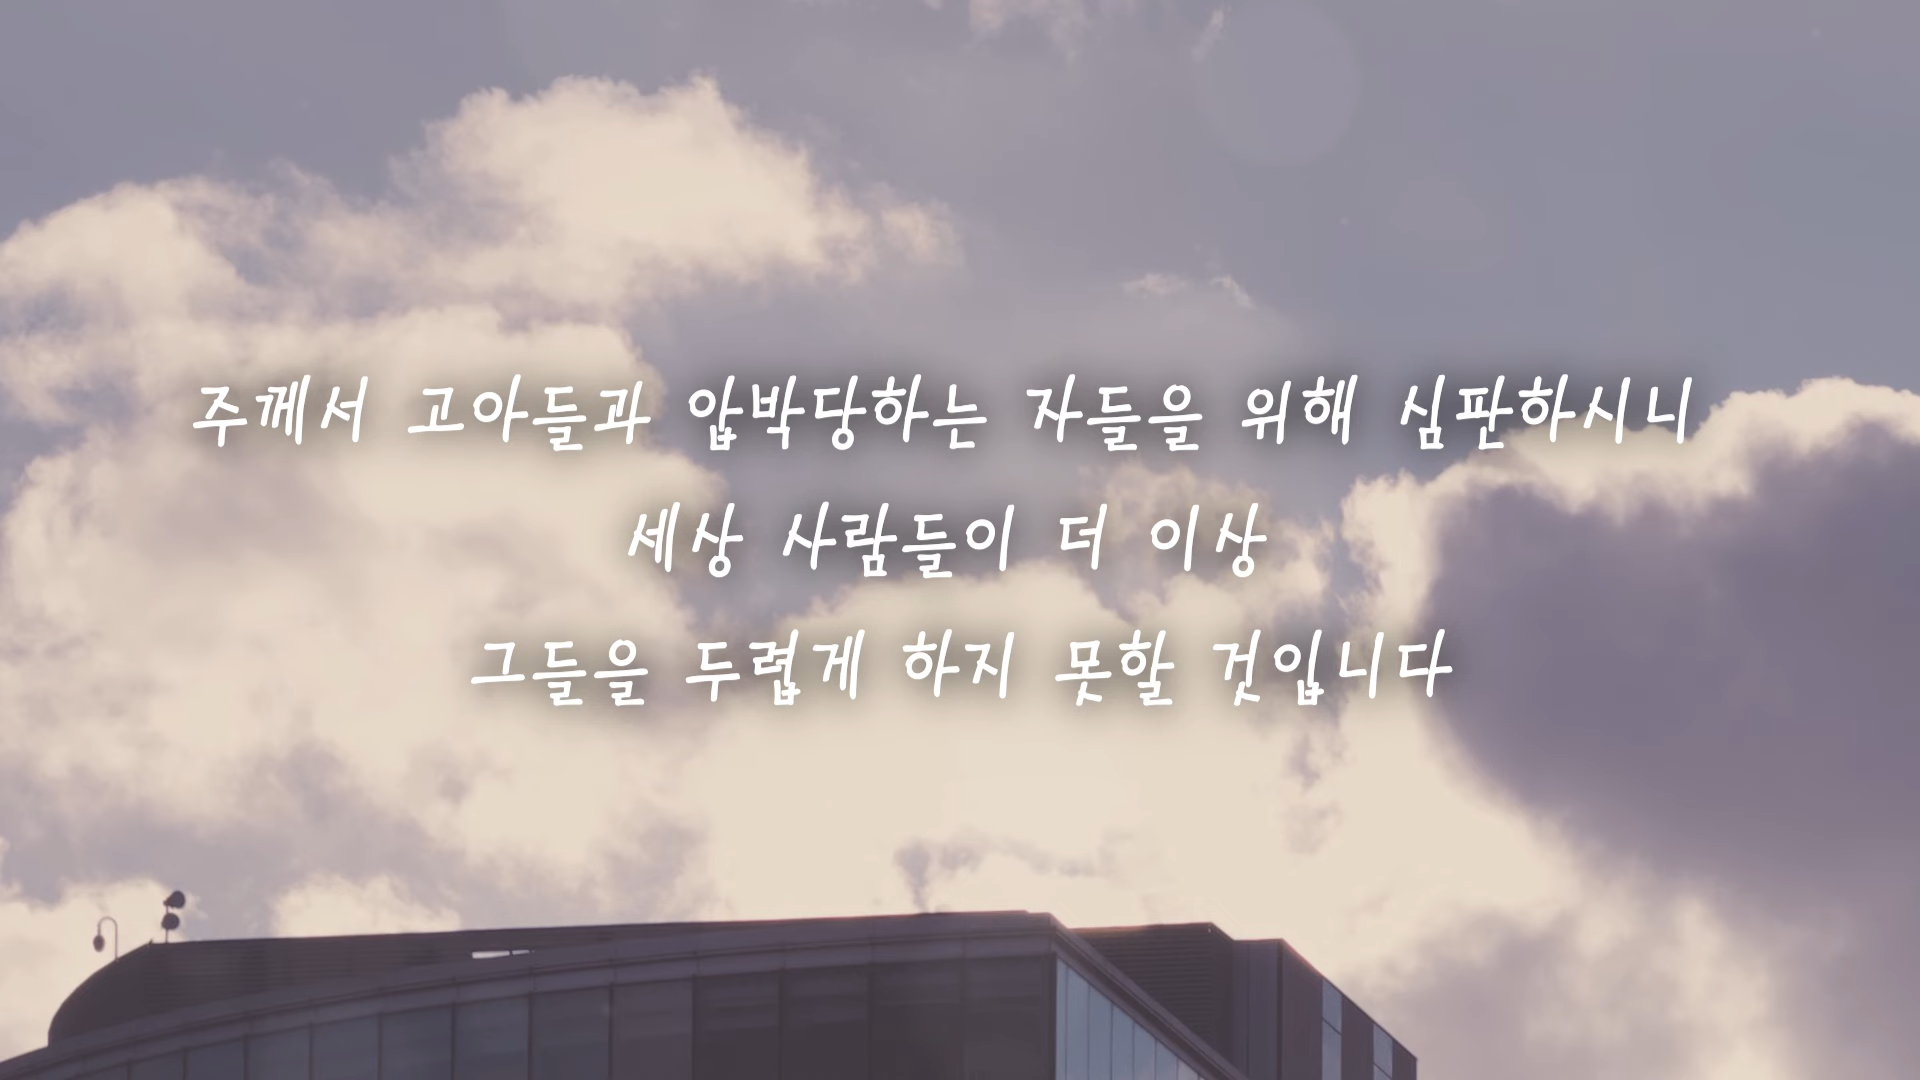 주께서 고아들과 압박당하는 자들을 위해 심판하시니
세상 사람들이 더 이상
그들을 두렵게 하지 못할 것입니다